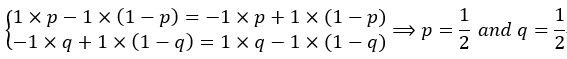 {1 × p − 1 × (1 − p) = −1 × p + 1 × (1 − p)
−1 × q + 1 × (1 − q) = 1 × q − 1 × (1 − q) ⟹ p = 1/2 and q = 1/2